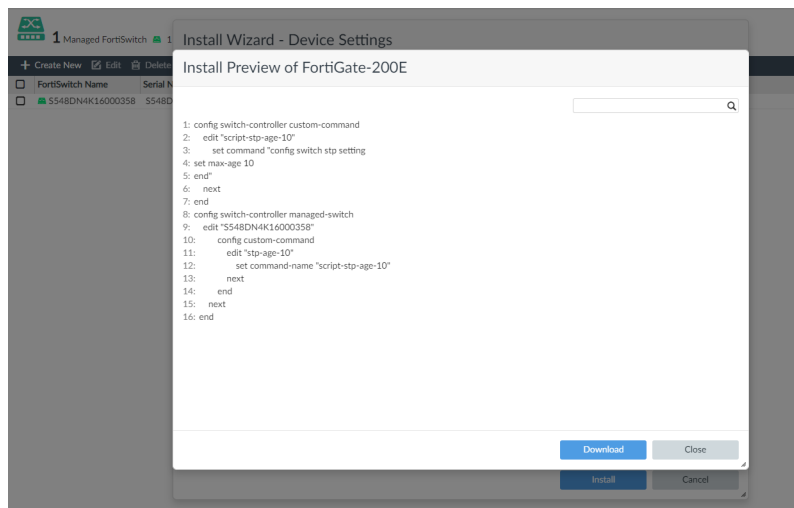 1 Managed FortiSwitch 1
Install Wizard - Device Settings
Create New Edit Delete
Install Preview of FortiGate-200E
FortiSwitch Name Serial N
S548DN4K16000358 S548D
1: config switch-controller custom-command
2: edit "script-stp-age-10"
3: set command "config switch stp setting
4: set max-age 10
5: end"
6: next
7: end
8: config switch-controller managed-switch
9: edit "S548DN4K16000358"
10: config custom-command
11: edit "stp-age-10"
12: set command-name "script-stp-age-10"
13: next
14: end
15: next
16: end
Download Close
Install Cancel